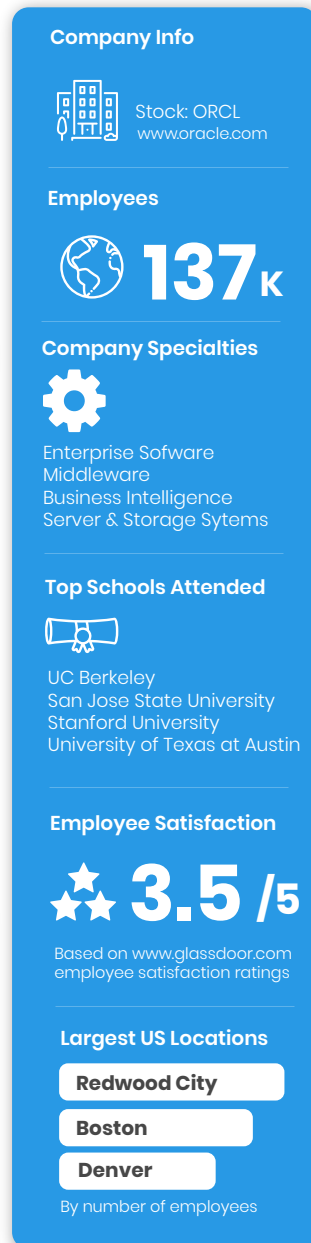 Company Info
Stock: ORCL
www.oracle.com
Employees
137K
Company Specialties
Enterprise Sofware
Middleware
Business Intelligence
Server & Storage Sytems
Top Schools Attended
UC Berkeley
San Jose State University
Stanford University
University of Texas at Austin
Employee Satisfaction
3.5 /5
Based on www.glassdoor.com
employee satisfaction ratings
Largest US Locations
Redwood City
Boston
Denver
By number of employees